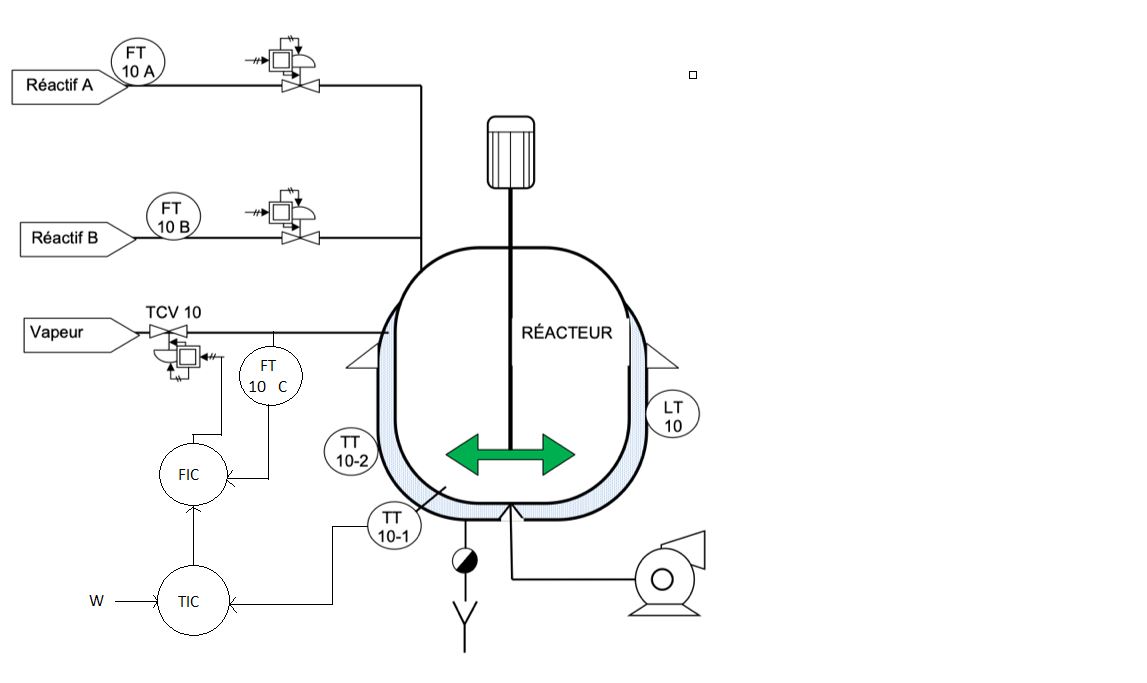 FT
10 A
Réactif A
FT
10 B
Réactif B
TCV 10
Vapeur
RÉACTEUR
FT
10 C
LT
10
TT
10-2
FIC
TT
10-1
W
TIC